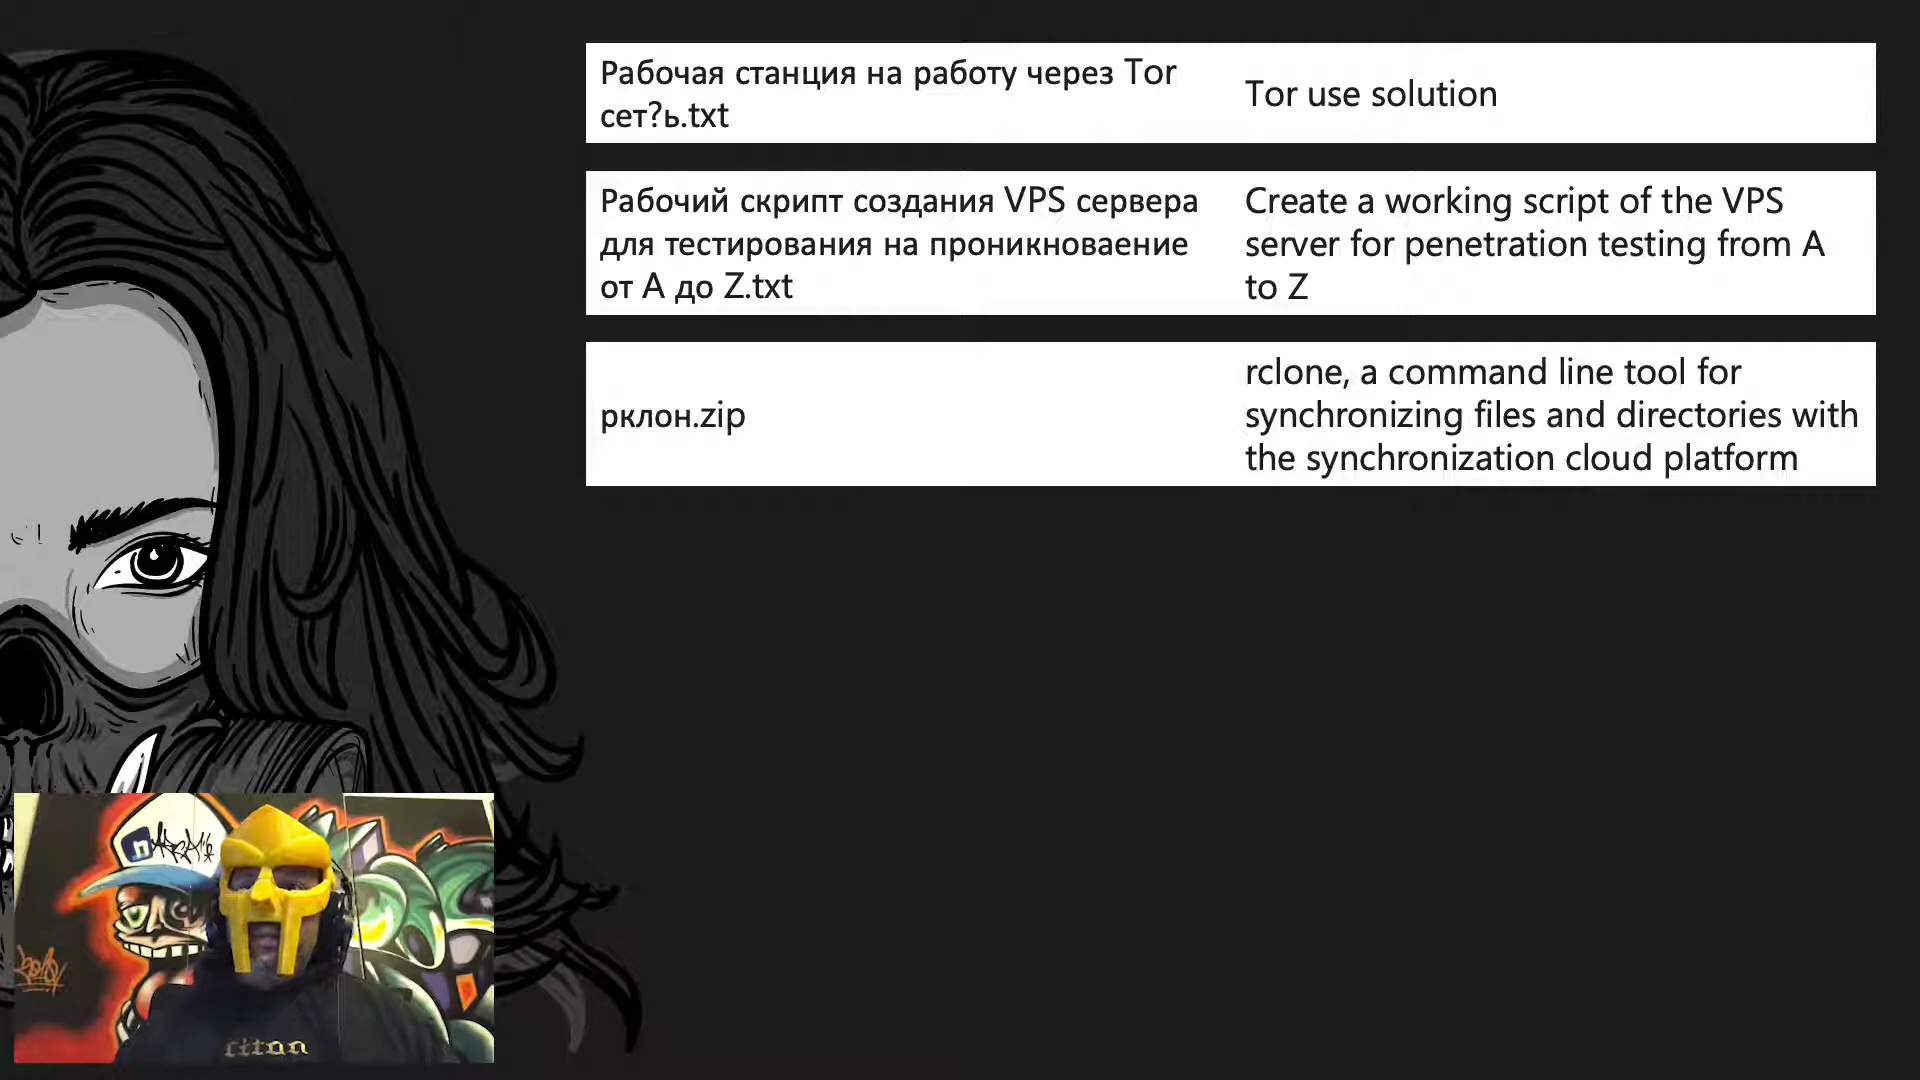 Рабочая станция на работу через Tor
сет?ь.txt
Tor use solution
Рабочий скрипт создания VPS сервера
для тестирования на проникноваение
от А до Z.txt
Create a working script of the VPS
server for penetration testing from A
to Z
рклон.zip
rclone, a command line tool for
synchronizing files and directories with
the synchronization cloud platform